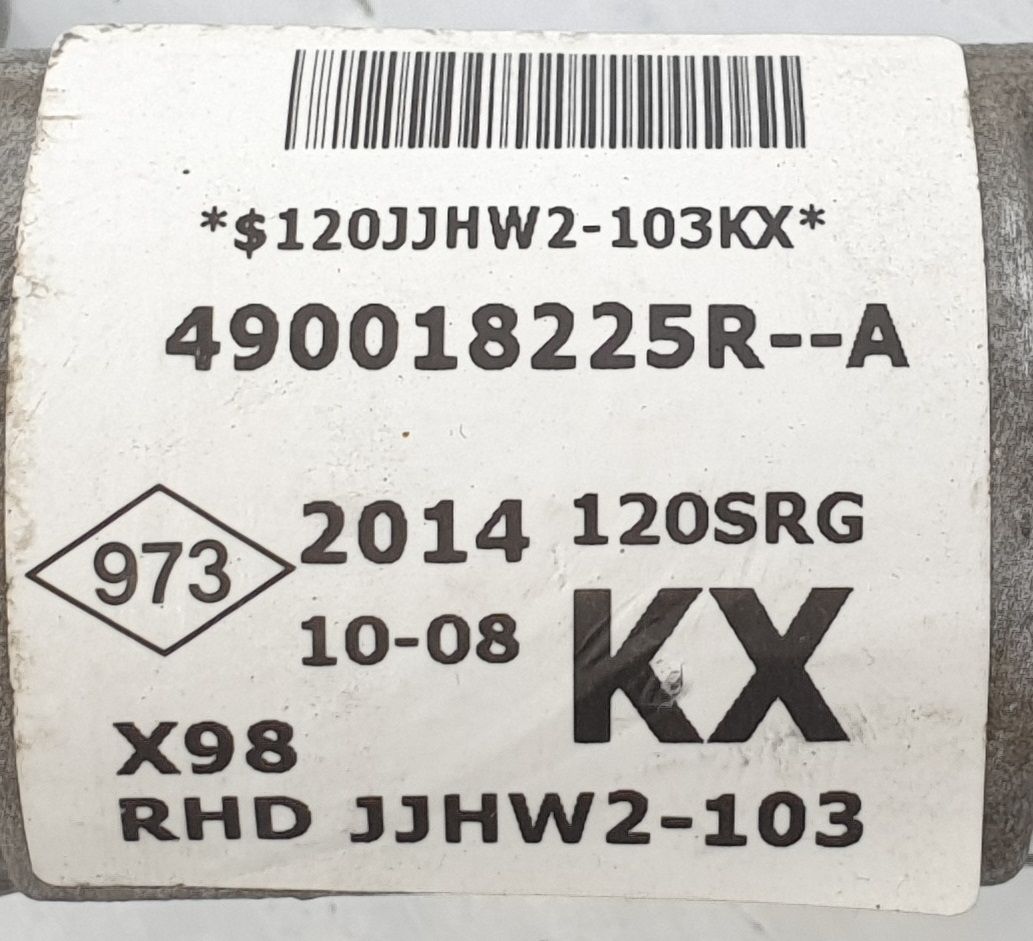 *$120JJHW2-103KX*
490018225R--A
973
2014 120SRG
10-08 KX
X98
RHD JJHW2-103